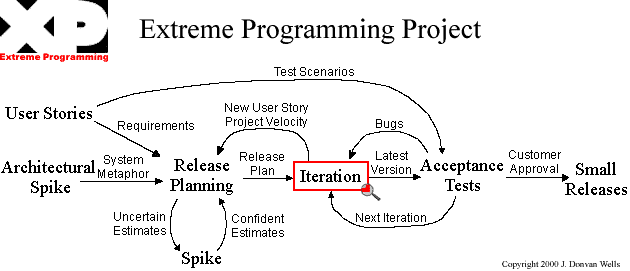 XP
Extreme Programming
Extreme Programming Project
Test Scenarios
User Stories
New User Story
Project Velocity
Bugs
Requirements
Architectural
Spike
System
Metaphor
Release
Planning
Release
Plan
Iteration
Latest
Version
Acceptance
Tests
Customer
Approval
Small
Releases
Uncertain
Estimates
Confident
Estimates
Next Iteration
Spike
Copyright 2000 J. Donvan Wells